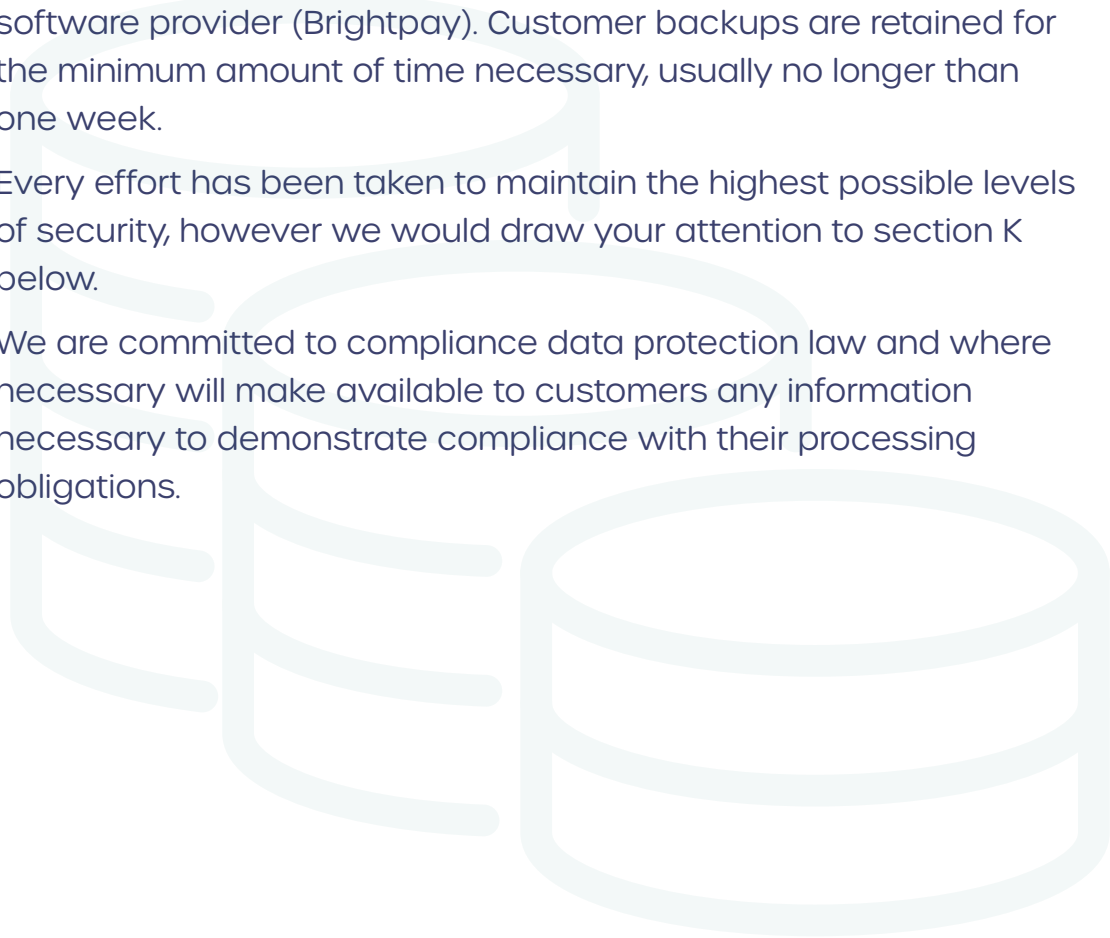 software provider (Brightpay). Customer backups are retained for
the minimum amount of time necessary, usually no longer than
one week.
Every effort has been taken to maintain the highest possible levels
of security, however we would draw your attention to section K
below.
We are committed to compliance data protection law and where
necessary will make available to customers any information
necessary to demonstrate compliance with their processing
obligations.